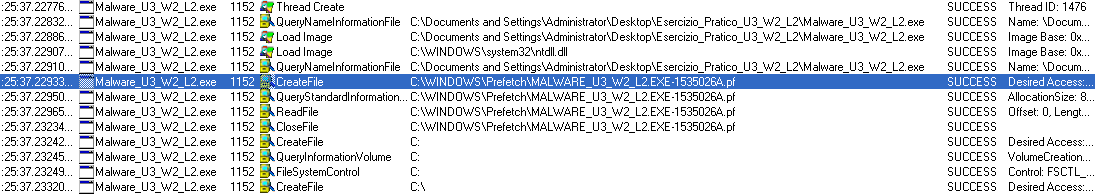 :25:37.22776... Malware_U3_W2_L2.exe 1152 Thread Create SUCCESS Thread ID: 1476
:25:37.22796... Malware_U3_W2_L2.exe 1152 QueryNameInformationFile C:\Documents and Settings\Administrator\Desktop\Esercizio_Pratico_U3_W2_L2\Malware_U3_W2_L2.exe SUCCESS Name: \Docum...
:25:37.22886... Malware_U3_W2_L2.exe 1152 Load Image C:\Documents and Settings\Administrator\Desktop\Esercizio_Pratico_U3_W2_L2\Malware_U3_W2_L2.exe SUCCESS Image Base: 0x...
:25:37.22907... Malware_U3_W2_L2.exe 1152 Load Image C:\WINDOWS\system32\ntdll.dll SUCCESS Image Base: 0x...
:25:37.22910... Malware_U3_W2_L2.exe 1152 QueryNameInformationFile C:\Documents and Settings\Administrator\Desktop\Esercizio_Pratico_U3_W2_L2\Malware_U3_W2_L2.exe SUCCESS Name: \Docum...
:25:37.22933... Malware_U3_W2_L2.exe 1152 CreateFile C:\WINDOWS\Prefetch\MALWARE_U3_W2_L2.EXE-1535026A.pf SUCCESS Desired Access:...
:25:37.22950... Malware_U3_W2_L2.exe 1152 QueryStandardInformation... C:\WINDOWS\Prefetch\MALWARE_U3_W2_L2.EXE-1535026A.pf SUCCESS AllocationSize: 8...
:25:37.22965... Malware_U3_W2_L2.exe 1152 ReadFile C:\WINDOWS\Prefetch\MALWARE_U3_W2_L2.EXE-1535026A.pf SUCCESS Offset: 0, Lengt...
:25:37.23234... Malware_U3_W2_L2.exe 1152 CloseFile C:\WINDOWS\Prefetch\MALWARE_U3_W2_L2.EXE-1535026A.pf SUCCESS
:25:37.23242... Malware_U3_W2_L2.exe 1152 CreateFile C: SUCCESS Desired Access:...
:25:37.23245... Malware_U3_W2_L2.exe 1152 QueryInformationVolume C: SUCCESS VolumeCreation...
:25:37.23249... Malware_U3_W2_L2.exe 1152 FileSystemControl C: SUCCESS Control: FSCTL_...
:25:37.23320... Malware_U3_W2_L2.exe 1152 CreateFile C:\ SUCCESS Desired Access:...